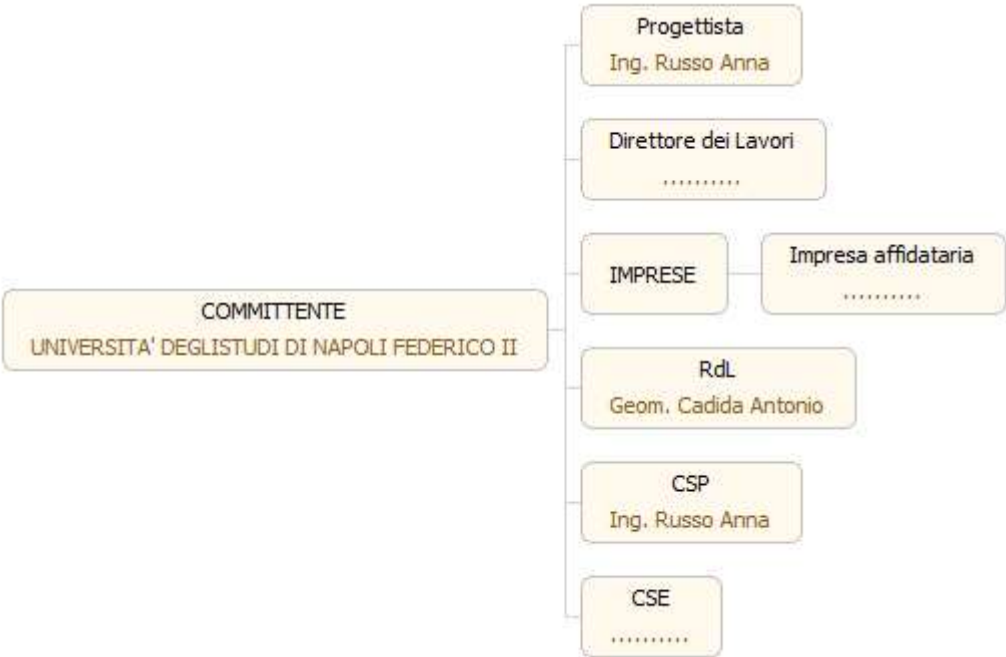 Progettista
Ing. Russo Anna
Direttore dei Lavori
..........
IMPRESE
Impresa affidataria
..........
COMMITTENTE
UNIVERSITA' DEGLISTUDI DI NAPOLI FEDERICO II
RdL
Geom. Cadida Antonio
CSP
Ing. Russo Anna
CSE
..........